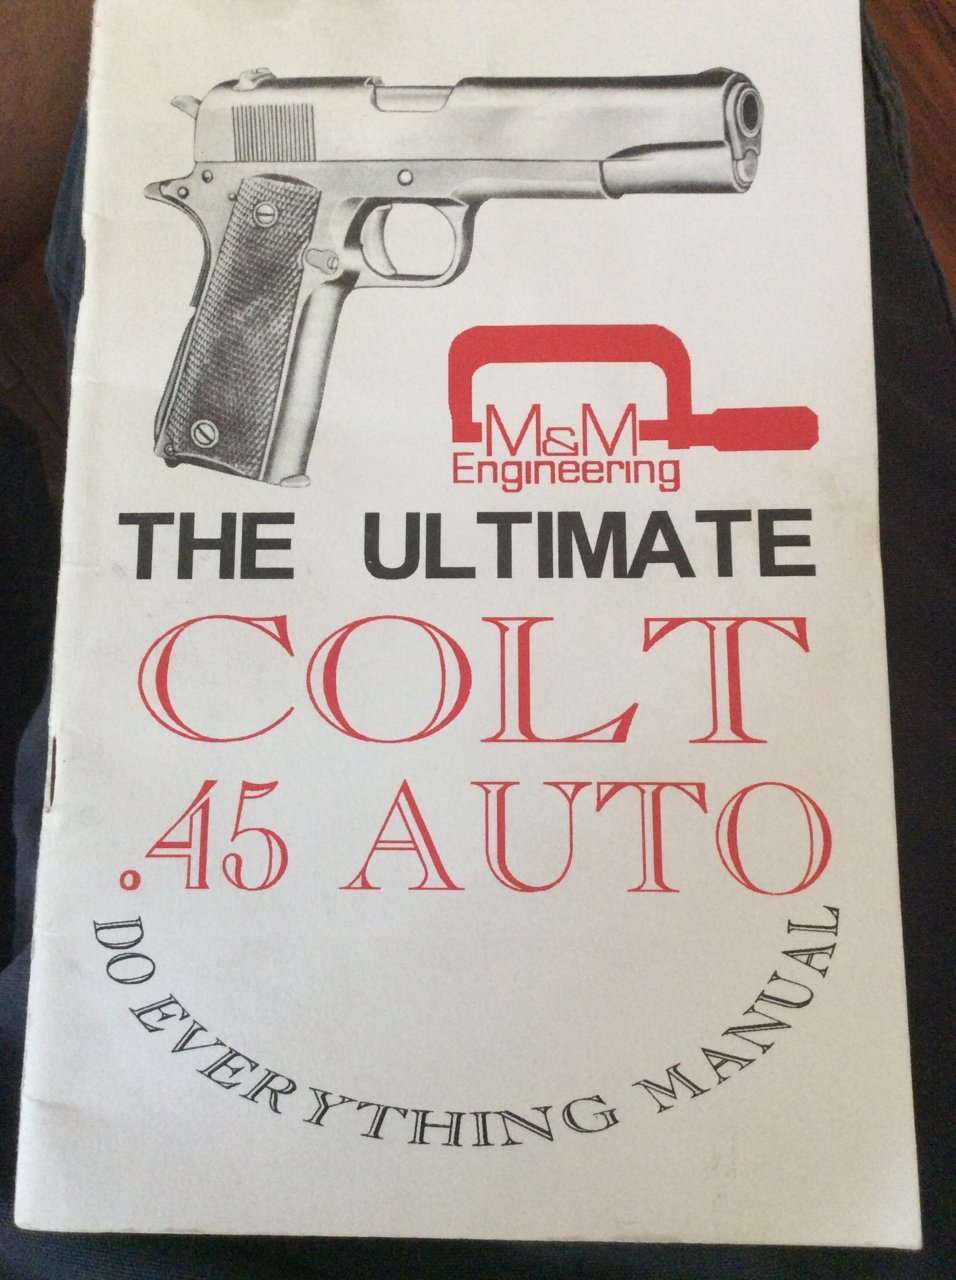 M&M
Engineering
THE ULTIMATE
COLT
.45 AUTO
DO EVERYTHING MANUAL